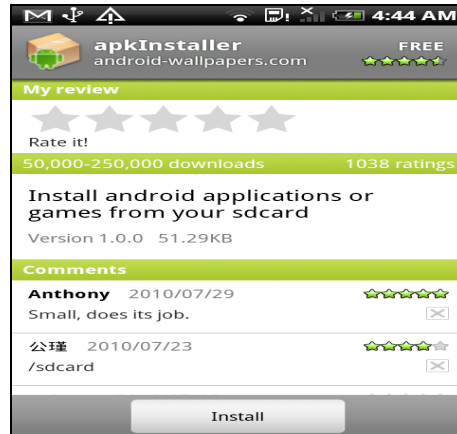 4:44 AM
apkInstaller FREE
android-wallpapers.com
My review
Rate it!
50,000-250,000 downloads 1038 ratings
Install android applications or
games from your sdcard
Version 1.0.0 51.29KB
Comments
Anthony 2010/07/29
Small, does its job.
公瑾 2010/07/23
/sdcard
Install